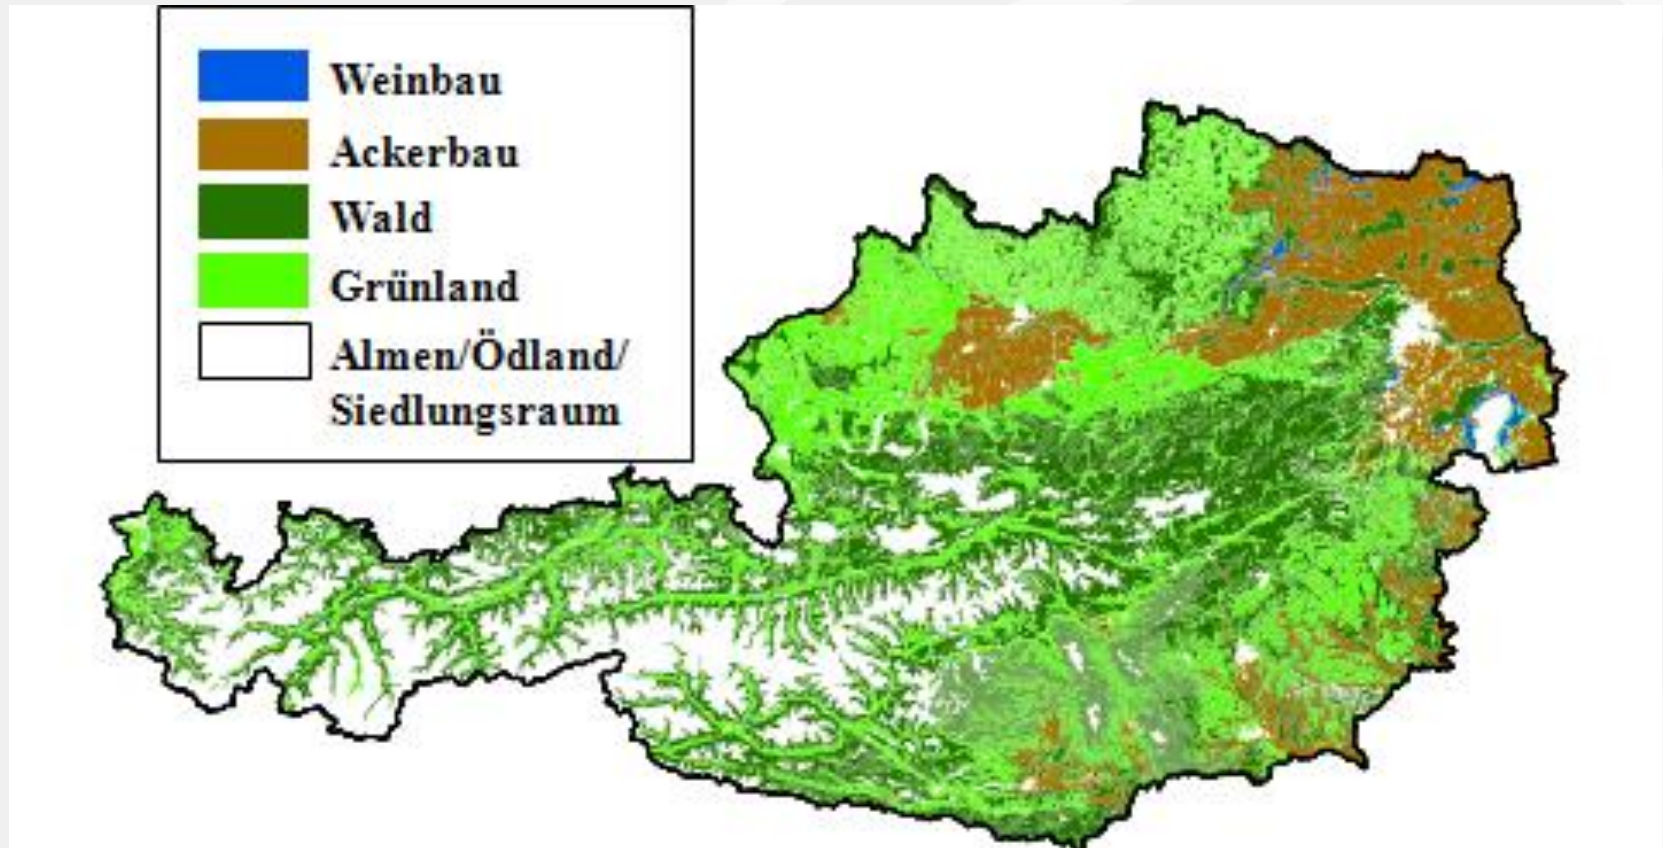 Weinbau
Ackerbau
Wald
Grünland
Almen/Ödland/
Siedlungsraum